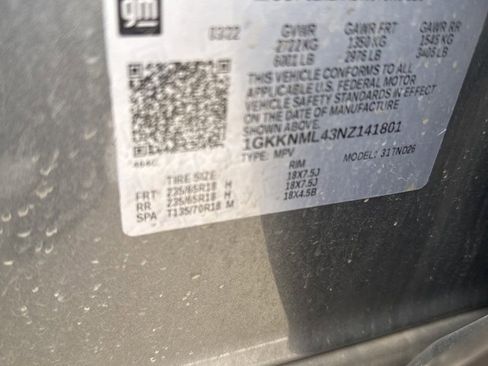 gm
03/22 GVWR GAWR FRT GAWR RR
2722 KG 1350 KG 1545 KG
6001 LB 2976 LB 3406 LB
THIS VEHICLE CONFORMS TO ALL
APPLICABLE U.S. FEDERAL MOTOR
VEHICLE SAFETY STANDARDS IN EFFECT ON
THE DATE OF MANUFACTURE
1GKKNML43NZ141801
TYPE: MPV MODEL: 31TND26
TIRE SIZE RIM
FRT 235/65R18 H 18X7.5J
RR 235/65R18 H 18X7.5J
SPA T135/70R18 M 18X4.5B